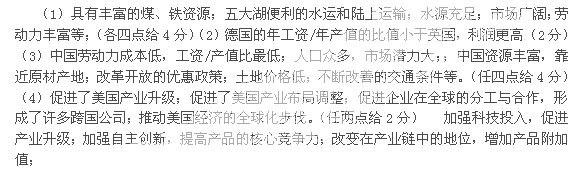 (1)具有丰富的煤、铁资源；五大湖便利的水运和陆上运输；水源充足；市场广阔；劳
动力丰富等；(各四点给4分)(2)德国的年工资/年产值的比值小于英国，利润更高(2分)
(3)中国劳动力成本低，工资/产值比最低；人口众多，市场潜力大；；中国资源丰富，靠
近原材产地；改革开放的优惠政策；土地价格低；不断改善的交通条件等。(任四点给4分)
(4)促进了美国产业升级；促进了美国产业布局调整；促进企业在全球的分工与合作，形
成了许多跨国公司；推动美国经济的全球化步伐。(任两点给2分) 加强科技投入，促进
产业升级；加强自主创新，提高产品的核心竞争力；改变在产业链中的地位，增加产品附加
值；